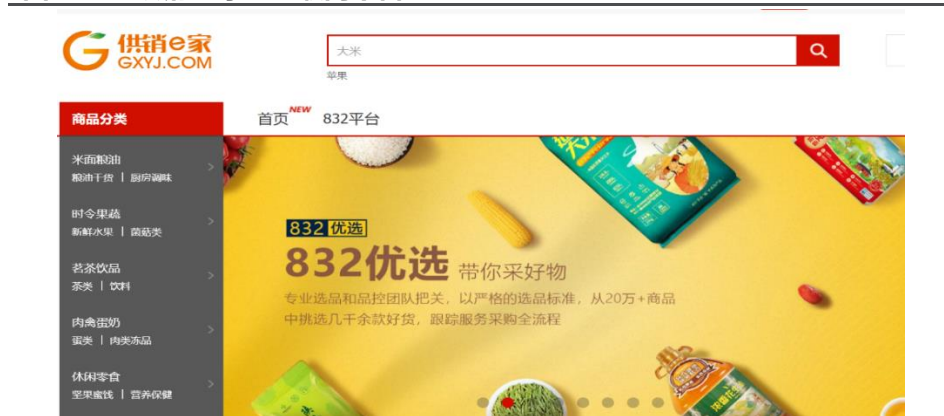 供销e家
GXYJ.COM
大米
苹果
商品分类
首页
NEW
832平台
米面粮油
粮油干货 | 厨房调味
时令果蔬
新鲜水果 | 菌菇类
茗茶饮品
茶类 | 饮料
肉禽蛋奶
蛋类 | 肉类冻品
休闲零食
坚果蜜饯 | 营养保健
832 优选
832优选 带你采好物
专业选品和品控团队把关，以严格的选品标准，从20万+商品
中挑选几千余款好货，跟踪服务采购全流程